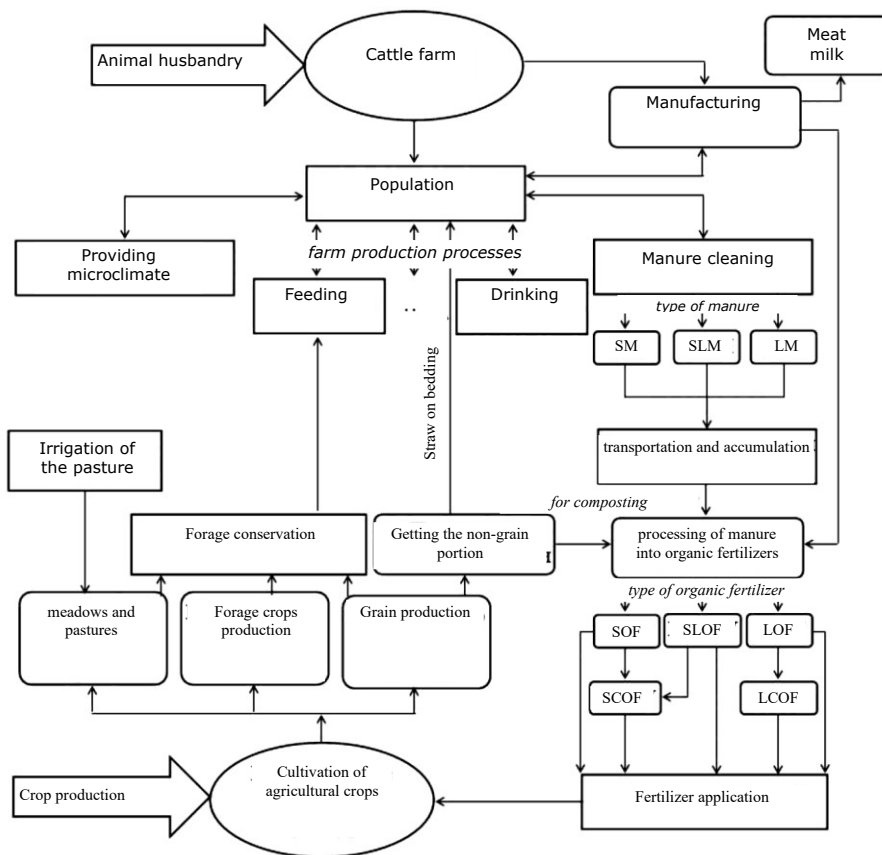 Meat
milk
Animal husbandry
Cattle farm
Manufacturing
Population
Providing
microclimate
farm production processes
Manure cleaning
Feeding
..
Drinking
type of manure
SM
SLM
LM
Straw on bedding
Irrigation of
the pasture
transportation and accumulation
for composting
Forage conservation
Getting the non-grain
portion
processing of manure
into organic fertilizers
type of organic fertilizer
meadows and
pastures
Forage crops
production
Grain production
SOF
SLOF
LOF
SCOF
LCOF
Cultivation of
agricultural crops
Crop production
Fertilizer application